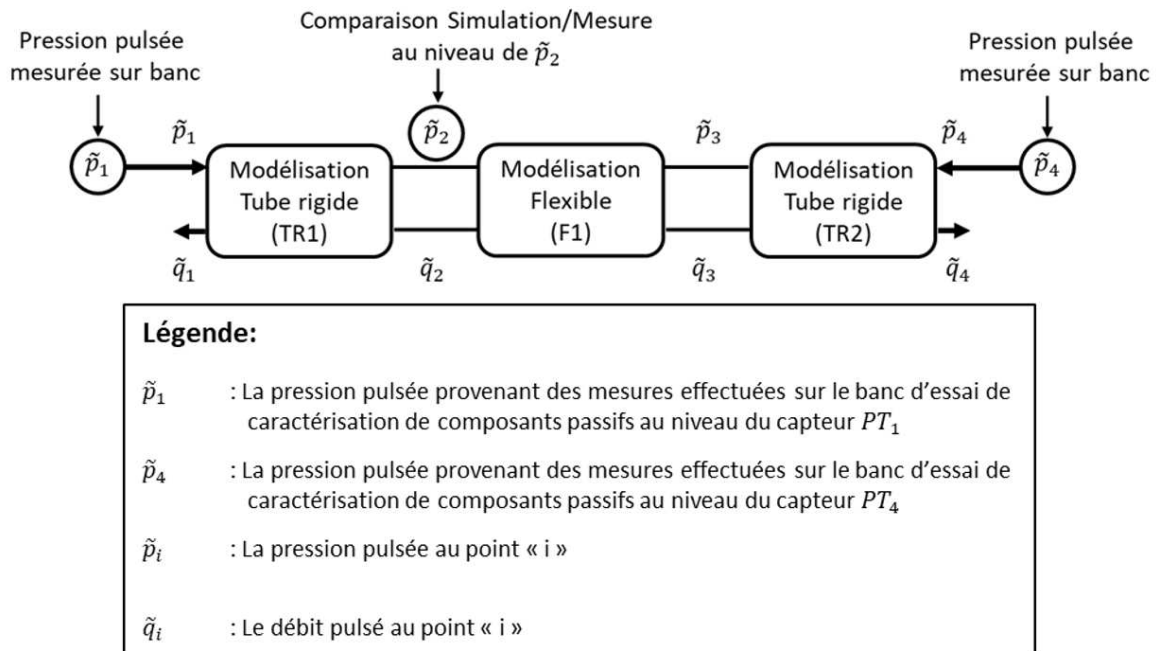 Comparaison Simulation/Mesure
au niveau de p̃₂
Pression pulsée
mesurée sur banc
Pression pulsée
mesurée sur banc
p̃₁
p̃₁
p̃₂
p̃₃
p̃₄
p̃₄
Modélisation
Tube rigide
(TR1)
Modélisation
Flexible
(F1)
Modélisation
Tube rigide
(TR2)
q̃₁
q̃₂
q̃₃
q̃₄
Légende:
p̃₁ : La pression pulsée provenant des mesures effectuées sur le banc d’essai de
caractérisation de composants passifs au niveau du capteur PT₁
p̃₄ : La pression pulsée provenant des mesures effectuées sur le banc d’essai de
caractérisation de composants passifs au niveau du capteur PT₄
p̃ᵢ : La pression pulsée au point « i »
q̃ᵢ : Le débit pulsé au point « i »